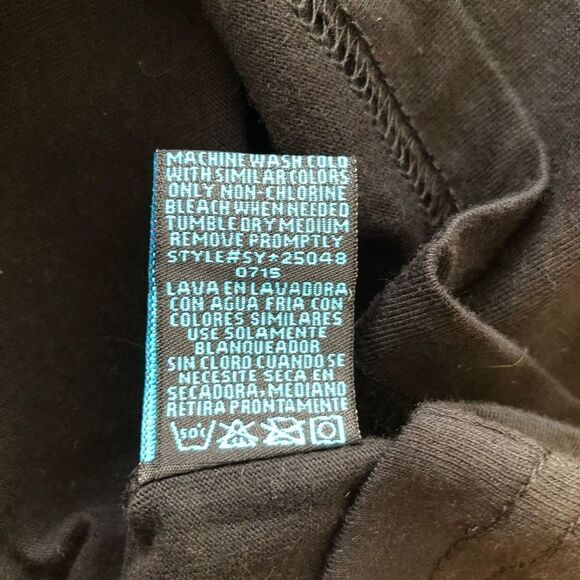 MACHINE WASH COLD
WITH SIMILAR COLORS
ONLY NON-CHLORINE
BLEACH WHEN NEEDED
TUMBLE DRY MEDIUM
REMOVE PROMPTLY
STYLE#SY*25048
0715
LAVA EN LAVADORA
CON AGUA FRIA CON
COLORES SIMILARES
USE SOLAMENTE
BLANQUEADOR
SIN CLORO CUANDO SE
NECESITE SECA EN
SECADORA, MEDIANO
RETIRA PRONTAMENTE
50°c